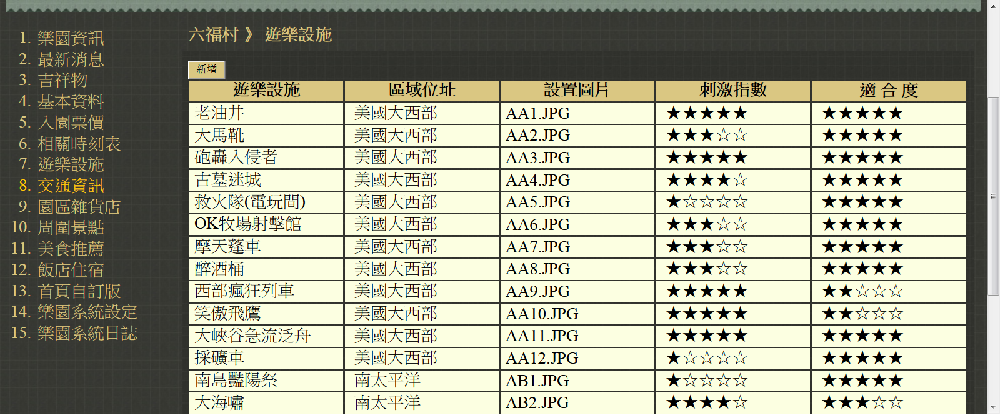 1. 樂園資訊
2. 最新消息
3. 吉祥物
4. 基本資料
5. 入園票價
6. 相關時刻表
7. 遊樂設施
8. 交通資訊
9. 園區雜貨店
10. 周圍景點
11. 美食推薦
12. 飯店住宿
13. 首頁自訂版
14. 樂園系統設定
15. 樂園系統日誌
六福村 》 遊樂設施
新增
遊樂設施 區域位址 設置圖片 刺激指數 適 合 度
老油井 美國大西部 AA1.JPG ★★★★★ ★★★★★
大馬靴 美國大西部 AA2.JPG ★★★☆☆ ★★★★★
砲轟入侵者 美國大西部 AA3.JPG ★★★★★ ★★★★★
古墓迷城 美國大西部 AA4.JPG ★★★★☆ ★★★★★
救火隊(電玩間) 美國大西部 AA5.JPG ★☆☆☆☆ ★★★★★
OK牧場射擊館 美國大西部 AA6.JPG ★★★☆☆ ★★★★★
摩天蓬車 美國大西部 AA7.JPG ★★★☆☆ ★★★★★
醉酒桶 美國大西部 AA8.JPG ★★★☆☆ ★★★★★
西部瘋狂列車 美國大西部 AA9.JPG ★★★★★ ★★☆☆☆
笑傲飛鷹 美國大西部 AA10.JPG ★★★★★ ★★☆☆☆
大峽谷急流泛舟 美國大西部 AA11.JPG ★★★★★ ★★★★★
採礦車 美國大西部 AA12.JPG ★☆☆☆☆ ★★★★★
南島豔陽祭 南太平洋 AB1.JPG ★☆☆☆☆ ★★★★★
大海嘯 南太平洋 AB2.JPG ★★★★☆ ★★★☆☆